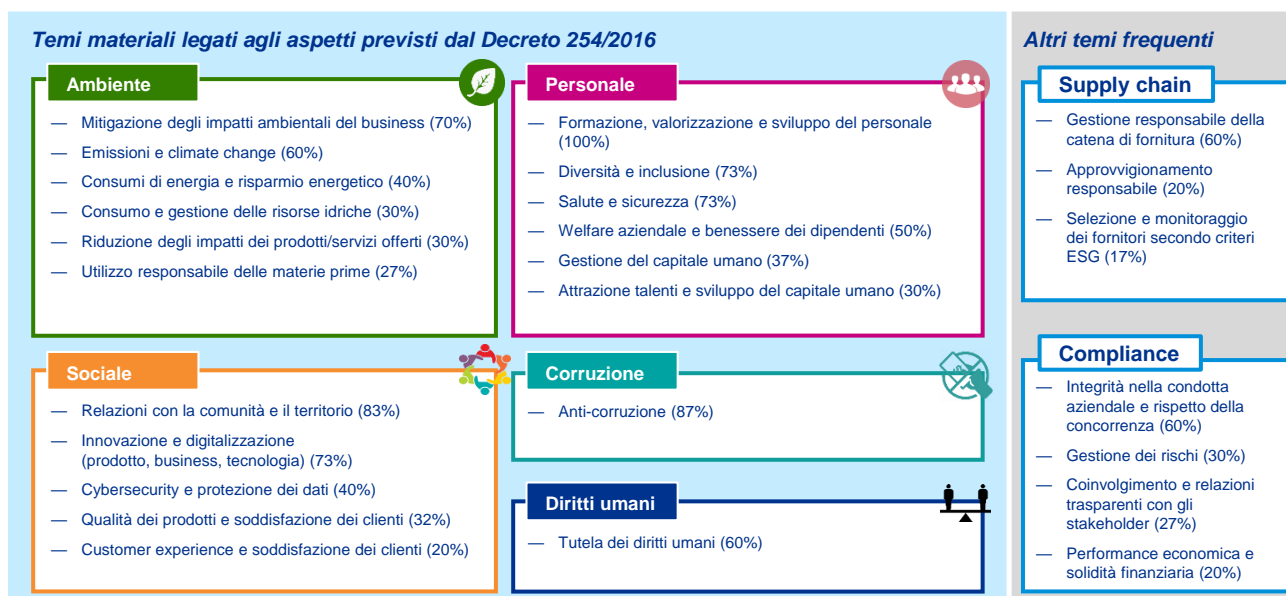 Temi materiali legati agli aspetti previsti dal Decreto 254/2016
Ambiente
— Mitigazione degli impatti ambientali del business (70%)
— Emissioni e climate change (60%)
— Consumi di energia e risparmio energetico (40%)
— Consumo e gestione delle risorse idriche (30%)
— Riduzione degli impatti dei prodotti/servizi offerti (30%)
— Utilizzo responsabile delle materie prime (27%)
Personale
— Formazione, valorizzazione e sviluppo del personale
(100%)
— Diversità e inclusione (73%)
— Salute e sicurezza (73%)
— Welfare aziendale e benessere dei dipendenti (50%)
— Gestione del capitale umano (37%)
— Attrazione talenti e sviluppo del capitale umano (30%)
Sociale
— Relazioni con la comunità e il territorio (83%)
— Innovazione e digitalizzazione
(prodotto, business, tecnologia) (73%)
— Cybersecurity e protezione dei dati (40%)
— Qualità dei prodotti e soddisfazione dei clienti (32%)
— Customer experience e soddisfazione dei clienti (20%)
Corruzione
— Anti-corruzione (87%)
Diritti umani
— Tutela dei diritti umani (60%)
Altri temi frequenti
Supply chain
— Gestione responsabile della
catena di fornitura (60%)
— Approvvigionamento
responsabile (20%)
— Selezione e monitoraggio
dei fornitori secondo criteri
ESG (17%)
Compliance
— Integrità nella condotta
aziendale e rispetto della
concorrenza (60%)
— Gestione dei rischi (30%)
— Coinvolgimento e relazioni
trasparenti con gli
stakeholder (27%)
— Performance economica e
solidità finanziaria (20%)